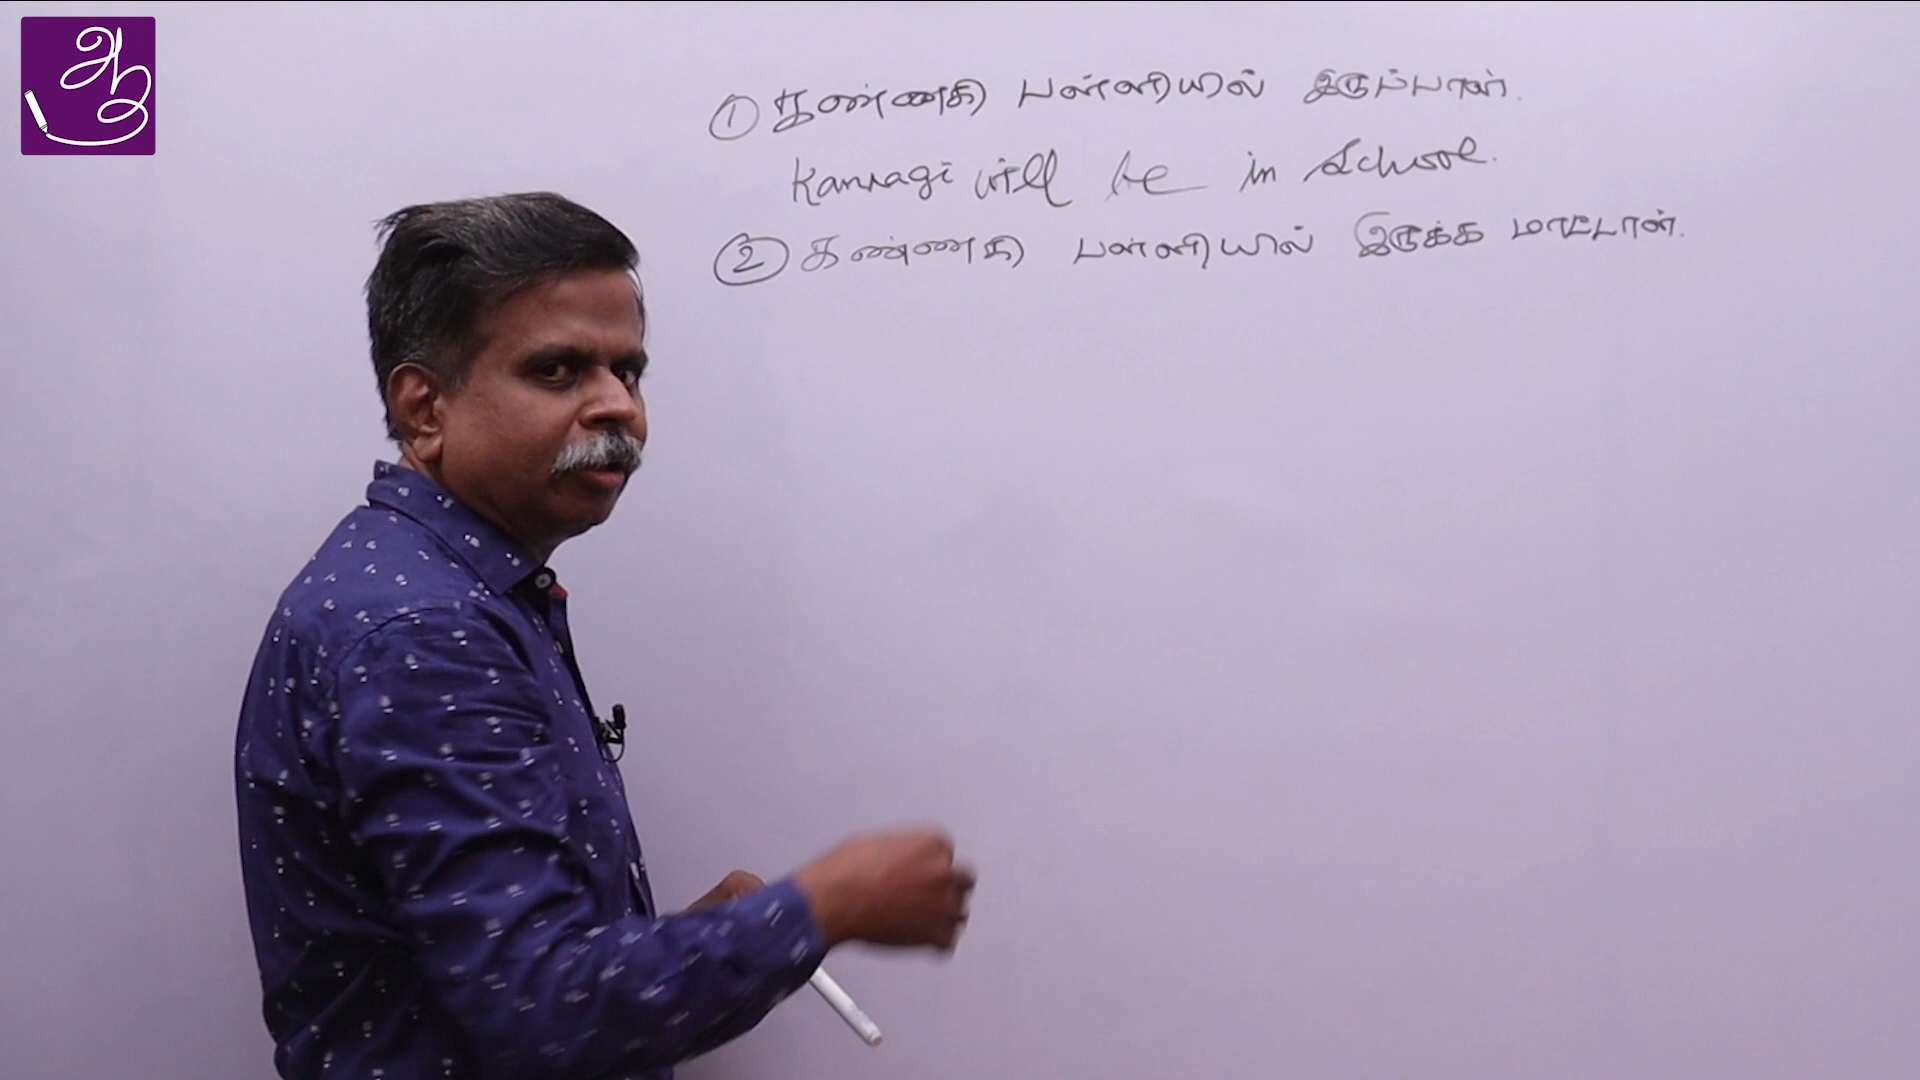 ① கண்ணகி பள்ளியில் இருப்பாள்.
Kannagi will be in School.
② கண்ணகி பள்ளியில் இருக்க மாட்டாள்.